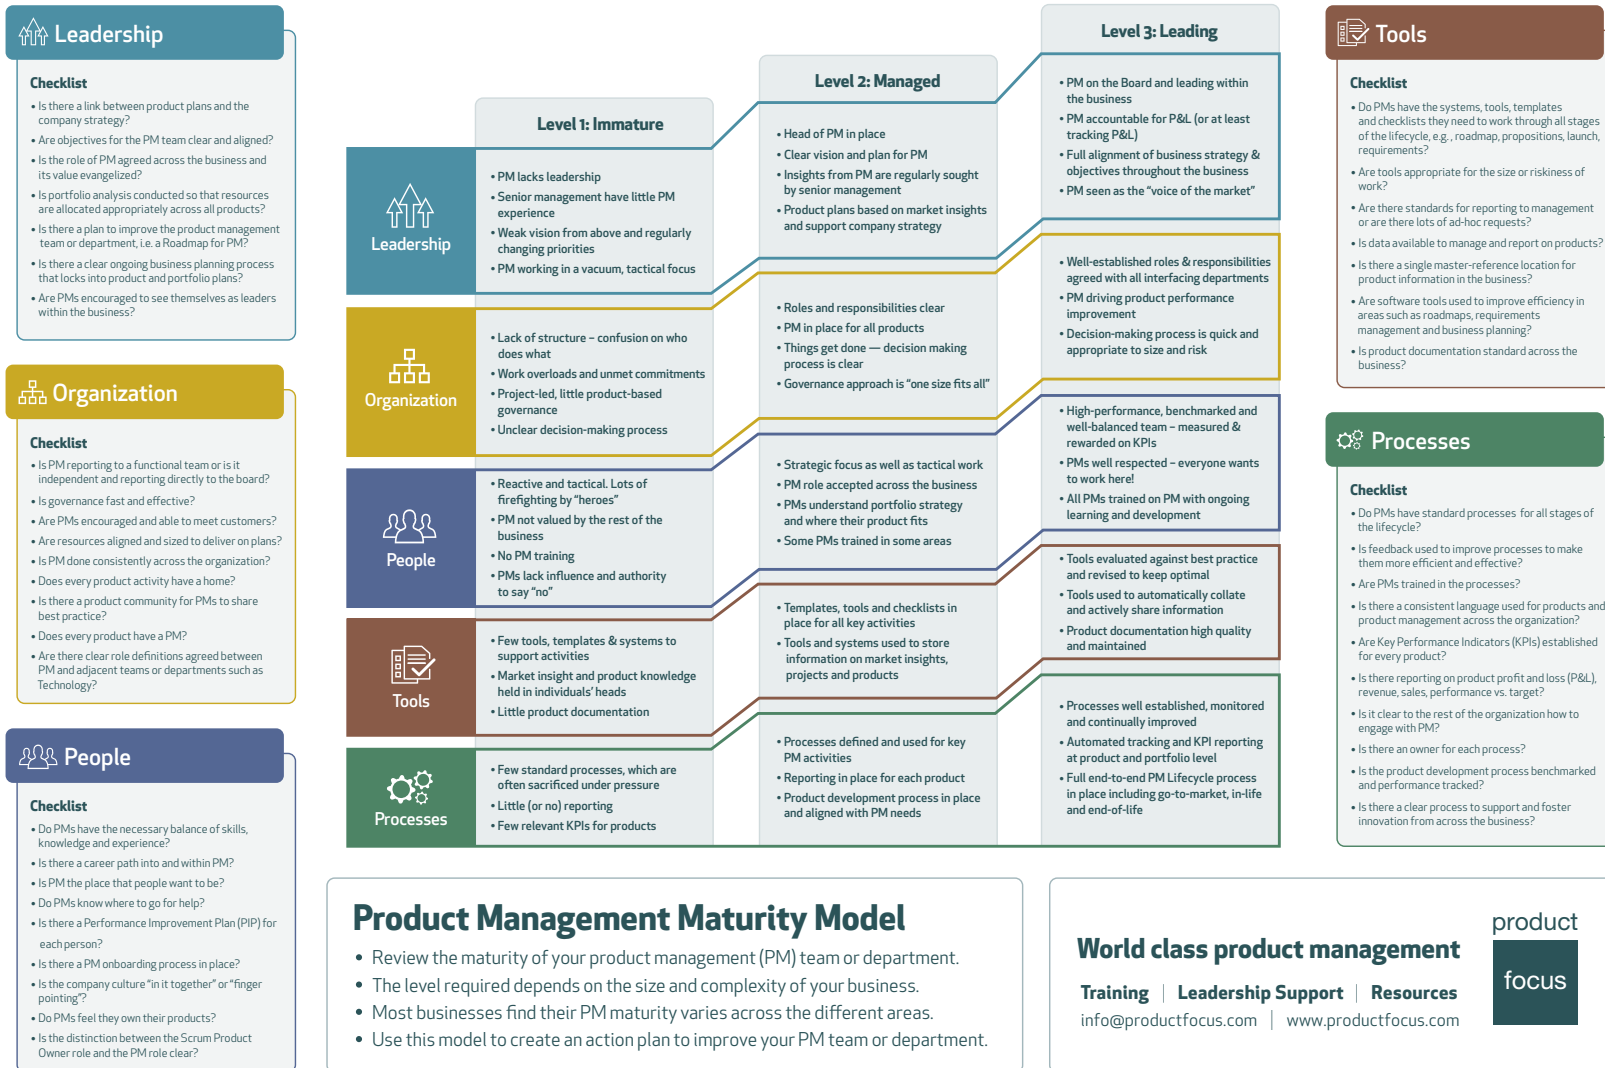 Leadership
Checklist
• Is there a link between product plans and the
company strategy?
• Are objectives for the PM team clear and aligned?
• Is the role of PM agreed across the business and
its value evangelized?
• Is portfolio analysis conducted so that resources
are allocated appropriately across all products?
• Is there a plan to improve the product management
team or department, i.e. a Roadmap for PM?
• Is there a clear ongoing business planning process
that locks into product and portfolio plans?
• Are PMs encouraged to see themselves as leaders
within the business?
Organization
Checklist
• Is PM reporting to a functional team or is it
independent and reporting directly to the board?
• Is governance fast and effective?
• Are PMs encouraged and able to meet customers?
• Are resources aligned and sized to deliver on plans?
• Is PM done consistently across the organization?
• Does every product activity have a home?
• Is there a product community for PMs to share
best practice?
• Does every product have a PM?
• Are there clear role definitions agreed between
PM and adjacent teams or departments such as
Technology?
People
Checklist
• Do PMs have the necessary balance of skills,
knowledge and experience?
• Is there a career path into and within PM?
• Is PM the place that people want to be?
• Do PMs know where to go for help?
• Is there a Performance Improvement Plan (PIP) for
each person?
• Is there a PM onboarding process in place?
• Is the company culture "in it together" or "finger
pointing"?
• Do PMs feel they own their products?
• Is the distinction between the Scrum Product
Owner role and the PM role clear?
Level 1: Immature
Level 2: Managed
Level 3: Leading
Leadership
• PM lacks leadership
• Senior management have little PM
experience
• Weak vision from above and regularly
changing priorities
• PM working in a vacuum, tactical focus
• Head of PM in place
• Clear vision and plan for PM
• Insights from PM are regularly sought
by senior management
• Product plans based on market insights
and support company strategy
• PM on the Board and leading within
the business
• PM accountable for P&L (or at least
tracking P&L)
• Full alignment of business strategy &
objectives throughout the business
• PM seen as the "voice of the market"
Organization
• Lack of structure – confusion on who
does what
• Work overloads and unmet commitments
• Project-led, little product-based
governance
• Unclear decision-making process
• Roles and responsibilities clear
• PM in place for all products
• Things get done — decision making
process is clear
• Governance approach is "one size fits all"
• Well-established roles & responsibilities
agreed with all interfacing departments
• PM driving product performance
improvement
• Decision-making process is quick and
appropriate to size and risk
People
• Reactive and tactical. Lots of
firefighting by "heroes"
• PM not valued by the rest of the
business
• No PM training
• PMs lack influence and authority
to say "no"
• Strategic focus as well as tactical work
• PM role accepted across the business
• PMs understand portfolio strategy
and where their product fits
• Some PMs trained in some areas
• High-performance, benchmarked and
well-balanced team – measured &
rewarded on KPIs
• PMs well respected – everyone wants
to work here!
• All PMs trained on PM with ongoing
learning and development
Tools
• Few tools, templates & systems to
support activities
• Market insight and product knowledge
held in individuals' heads
• Little product documentation
• Templates, tools and checklists in
place for all key activities
• Tools and systems used to store
information on market insights,
projects and products
• Tools evaluated against best practice
and revised to keep optimal
• Tools used to automatically collate
and actively share information
• Product documentation high quality
and maintained
Processes
• Few standard processes, which are
often sacrificed under pressure
• Little (or no) reporting
• Few relevant KPIs for products
• Processes defined and used for key
PM activities
• Reporting in place for each product
• Product development process in place
and aligned with PM needs
• Processes well established, monitored
and continually improved
• Automated tracking and KPI reporting
at product and portfolio level
• Full end-to-end PM Lifecycle process
in place including go-to-market, in-life
and end-of-life
Tools
Checklist
• Do PMs have the systems, tools, templates
and checklists they need to work through all stages
of the lifecycle, e.g., roadmap, propositions, launch,
requirements?
• Are tools appropriate for the size or riskiness of
work?
• Are there standards for reporting to management
or are there lots of ad-hoc requests?
• Is data available to manage and report on products?
• Is there a single master-reference location for
product information in the business?
• Are software tools used to improve efficiency in
areas such as roadmaps, requirements
management and business planning?
• Is product documentation standard across the
business?
Processes
Checklist
• Do PMs have standard processes for all stages of
the lifecycle?
• Is feedback used to improve processes to make
them more efficient and effective?
• Are PMs trained in the processes?
• Is there a consistent language used for products and
product management across the organization?
• Are Key Performance Indicators (KPIs) established
for every product?
• Is there reporting on product profit and loss (P&L),
revenue, sales, performance vs. target?
• Is it clear to the rest of the organization how to
engage with PM?
• Is there an owner for each process?
• Is the product development process benchmarked
and performance tracked?
• Is there a clear process to support and foster
innovation from across the business?
Product Management Maturity Model
• Review the maturity of your product management (PM) team or department.
• The level required depends on the size and complexity of your business.
• Most businesses find their PM maturity varies across the different areas.
• Use this model to create an action plan to improve your PM team or department.
World class product management
Training | Leadership Support | Resources
info@productfocus.com | www.productfocus.com
product
focus